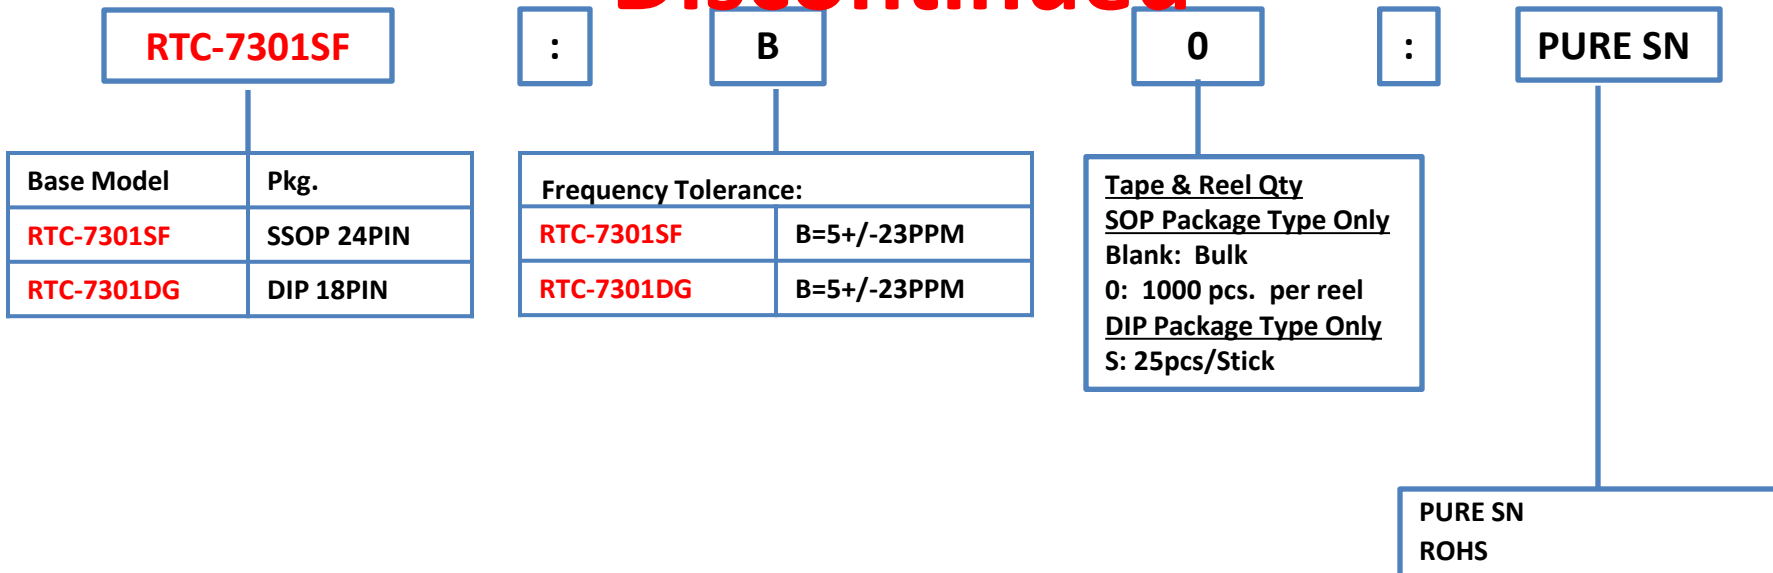 Discontinued
RTC-7301SF : B 0 : PURE SN
Base Model Pkg.
RTC-7301SF SSOP 24PIN
RTC-7301DG DIP 18PIN
Frequency Tolerance:
RTC-7301SF B=5+/-23PPM
RTC-7301DG B=5+/-23PPM
Tape & Reel Qty
SOP Package Type Only
Blank: Bulk
0: 1000 pcs. per reel
DIP Package Type Only
S: 25pcs/Stick
PURE SN
ROHS